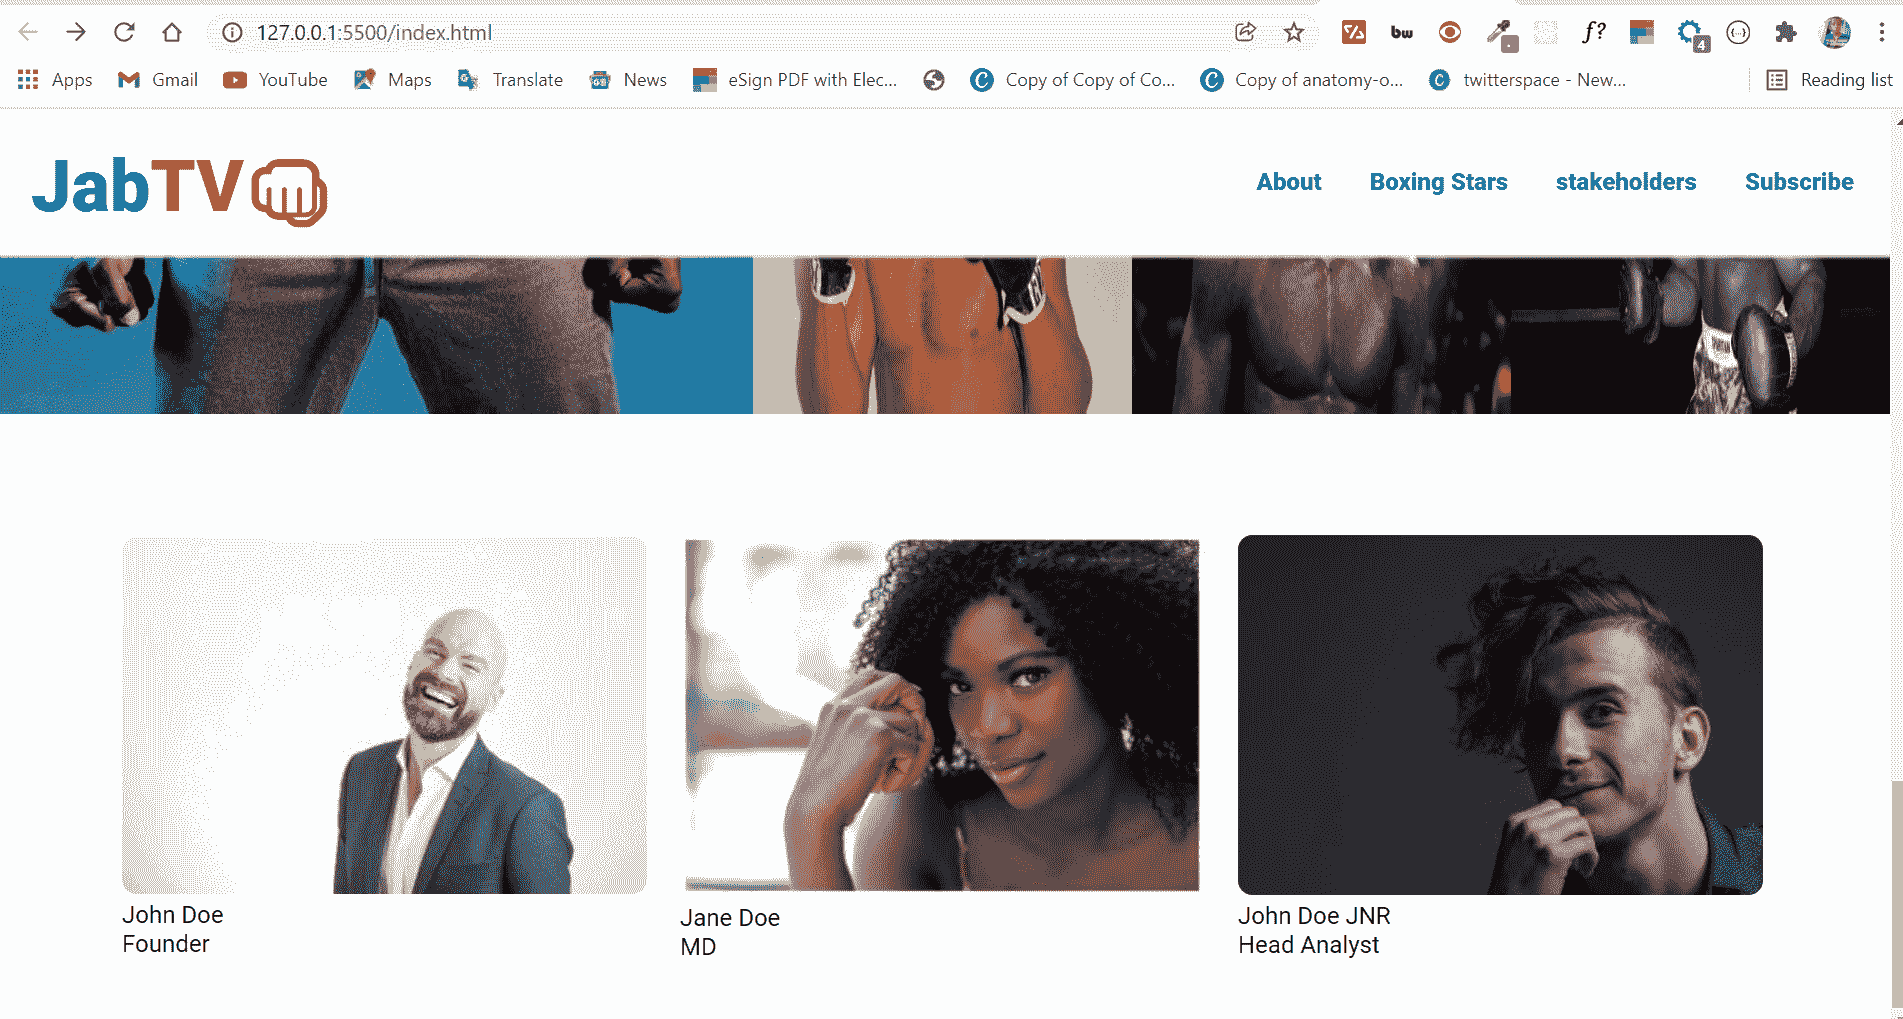 127.0.0.1:5500/index.html
bw
f?
4
Apps
Gmail
YouTube
Maps
Translate
News
eSign PDF with Elec...
Copy of Copy of Co...
Copy of anatomy-o...
twitterspace - New...
Reading list
JabTV
About
Boxing Stars
stakeholders
Subscribe
John Doe
Founder
Jane Doe
MD
John Doe JNR
Head Analyst